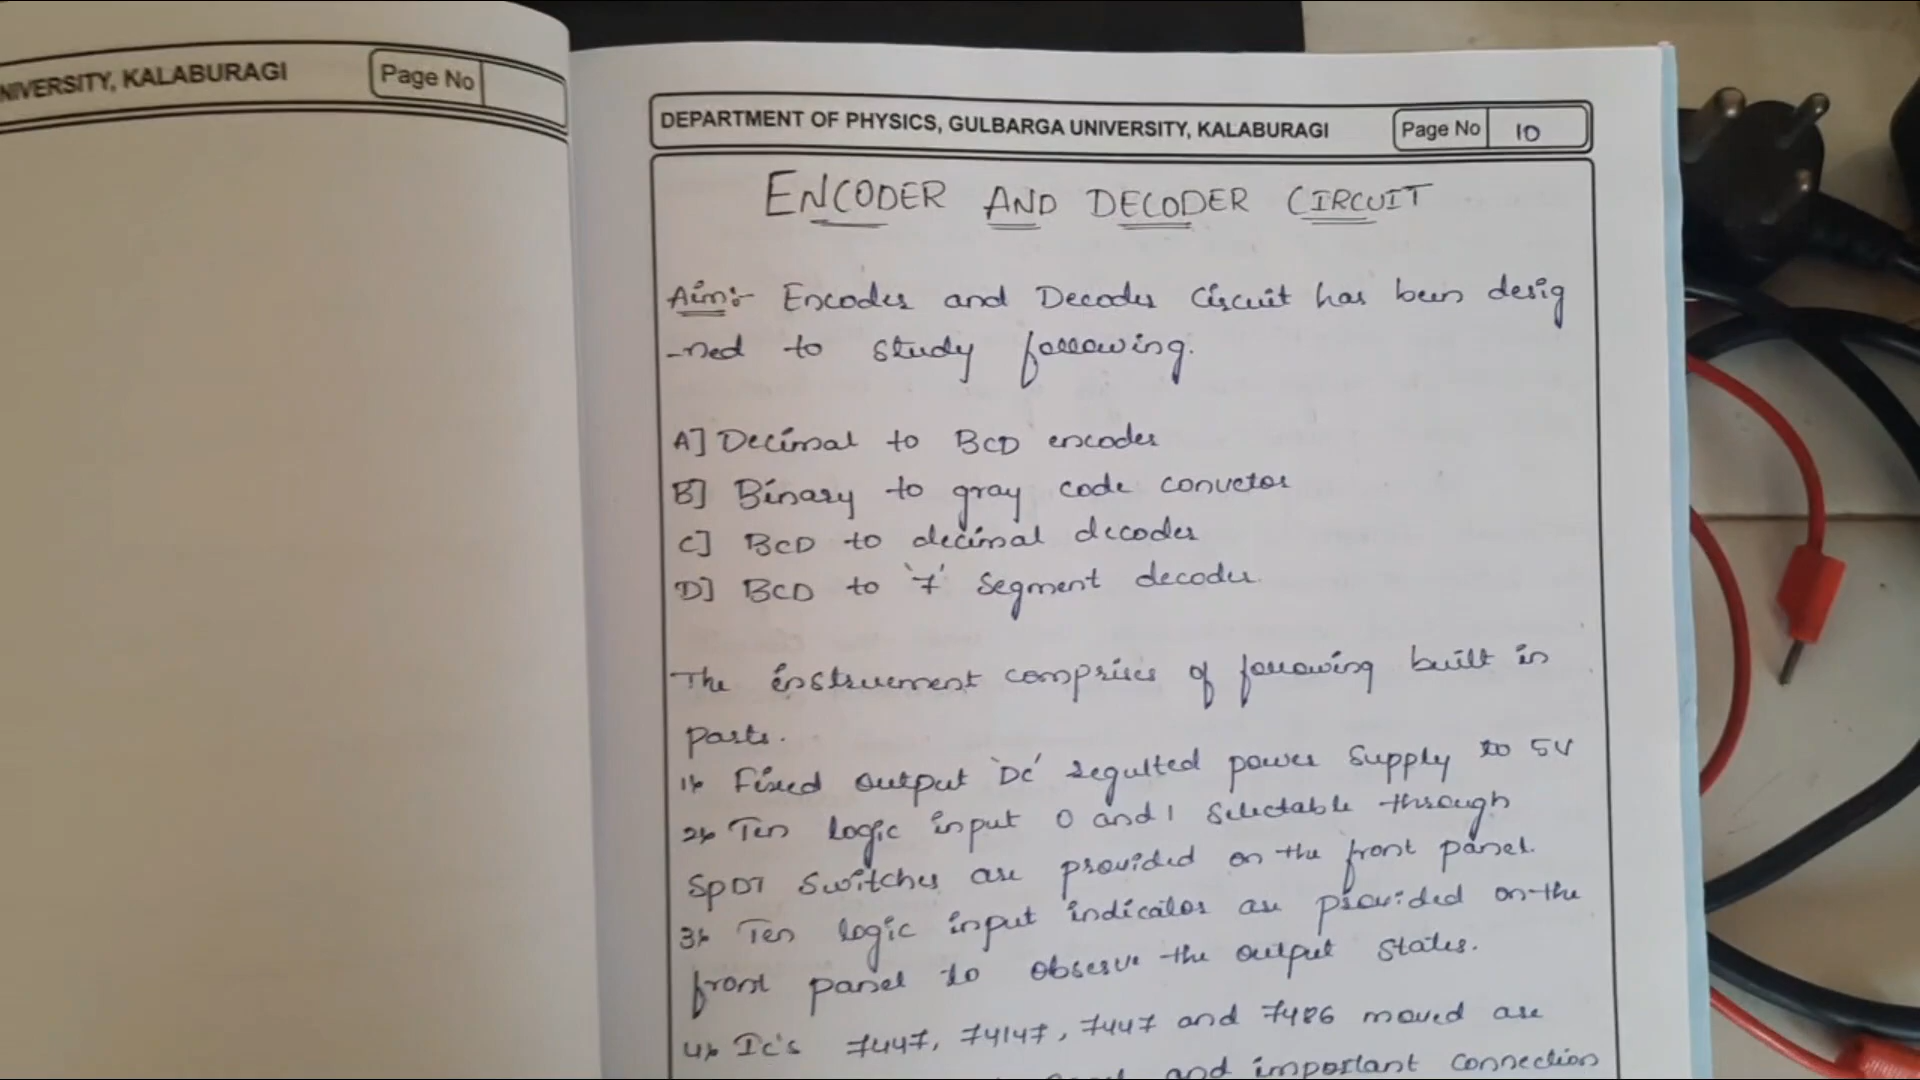 NIVERSITY, KALABURAGI
Page No
DEPARTMENT OF PHYSICS, GULBARGA UNIVERSITY, KALABURAGI
Page No 10
ENCODER AND DECODER CIRCUIT
Aim:- Encoder and Decoder Circuit has been desig
-ned to study following.
A] Decimal to BCD encoder
B] Binary to gray code convetor
C] BCD to decimal decoder
D] BCD to '7' Segment decoder.
The instruement comprises of following built in
parts.
1) Fixed output 'DC' regulted power supply to 5V
2) Ten logic input 0 and 1 Selectable through
SPDT Switches are provided on the front panel.
3) Ten logic input indicator are provided on the
front panel to observe the output states.
4) Ic's 7447, 74147, 7447 and 7486 moved are
and important connection